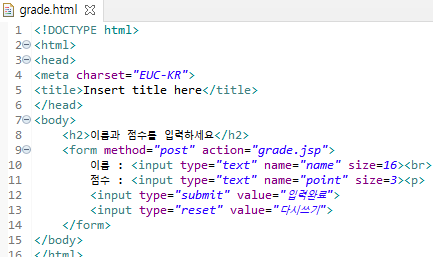 grade.html
1 <!DOCTYPE html>
2 <html>
3 <head>
4 <meta charset="EUC-KR">
5 <title>Insert title here</title>
6 </head>
7 <body>
8 <h2>이름과 점수를 입력하세요</h2>
9 <form method="post" action="grade.jsp">
10 이름 : <input type="text" name="name" size=16><br>
11 점수 : <input type="text" name="point" size=3><p>
12 <input type="submit" value="입력완료">
13 <input type="reset" value="다시쓰기">
14 </form>
15 </body>
16 </html>